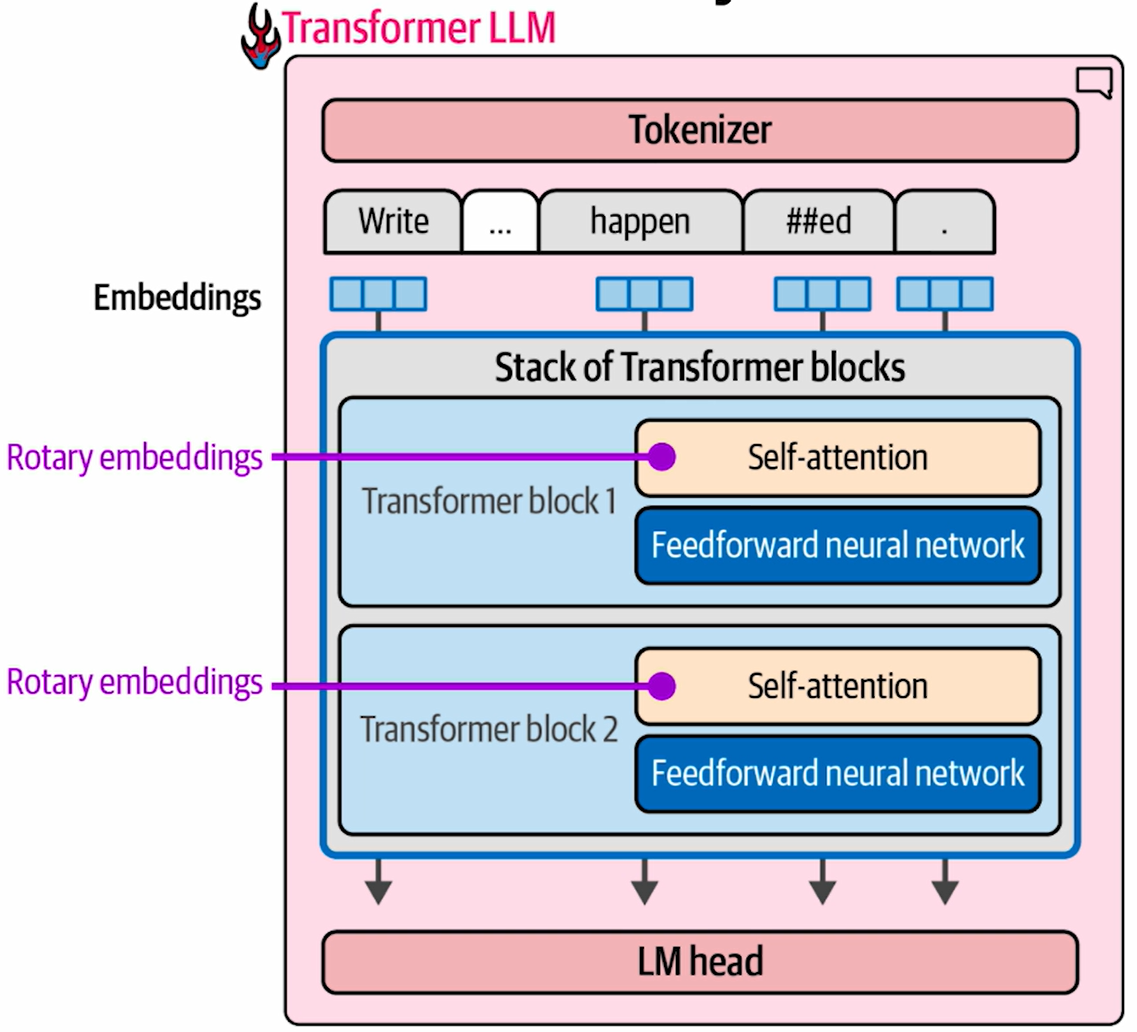 Transformer LLM
Tokenizer
Write ... happen ##ed .
Embeddings
Stack of Transformer blocks
Rotary embeddings
Self-attention
Transformer block 1
Feedforward neural network
Rotary embeddings
Self-attention
Transformer block 2
Feedforward neural network
LM head